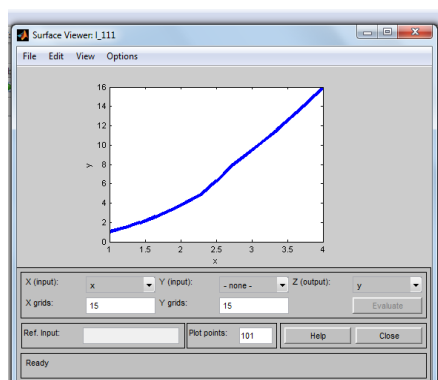 Surface Viewer: I_111
File Edit View Options
16
14
12
10
8
6
4
2
0
y
1 1.5 2 2.5 3 3.5 4
x
X (input): x Y (input): - none - Z (output): y
X grids: 15 Y grids: 15 Evaluate
Ref. Input: Plot points: 101 Help Close
Ready